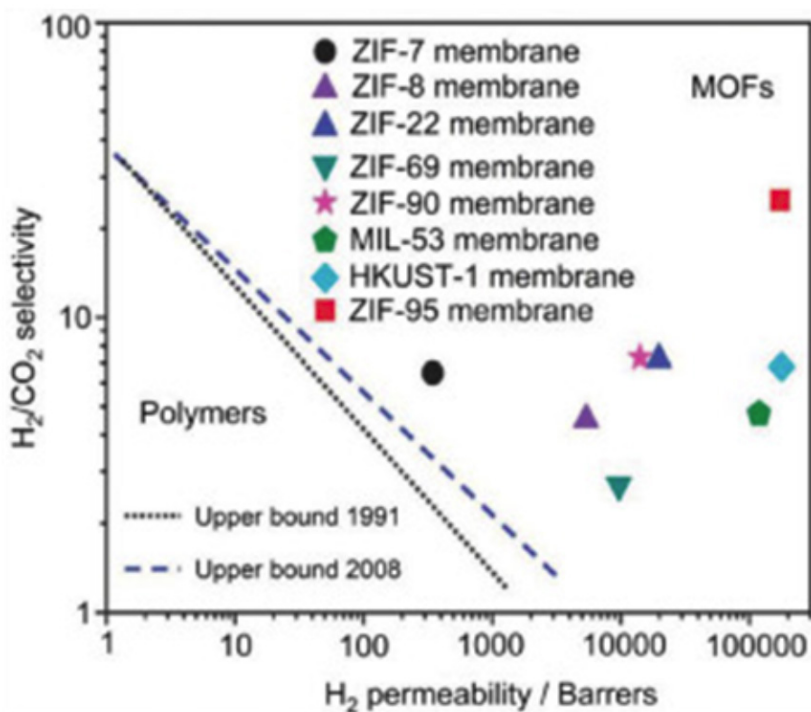 100
ZIF-7 membrane
ZIF-8 membrane
MOFs
ZIF-22 membrane
ZIF-69 membrane
ZIF-90 membrane
MIL-53 membrane
HKUST-1 membrane
ZIF-95 membrane
H₂/CO₂ selectivity
10
Polymers
Upper bound 1991
Upper bound 2008
1
1 10 100 1000 10000 100000
H₂ permeability / Barrers